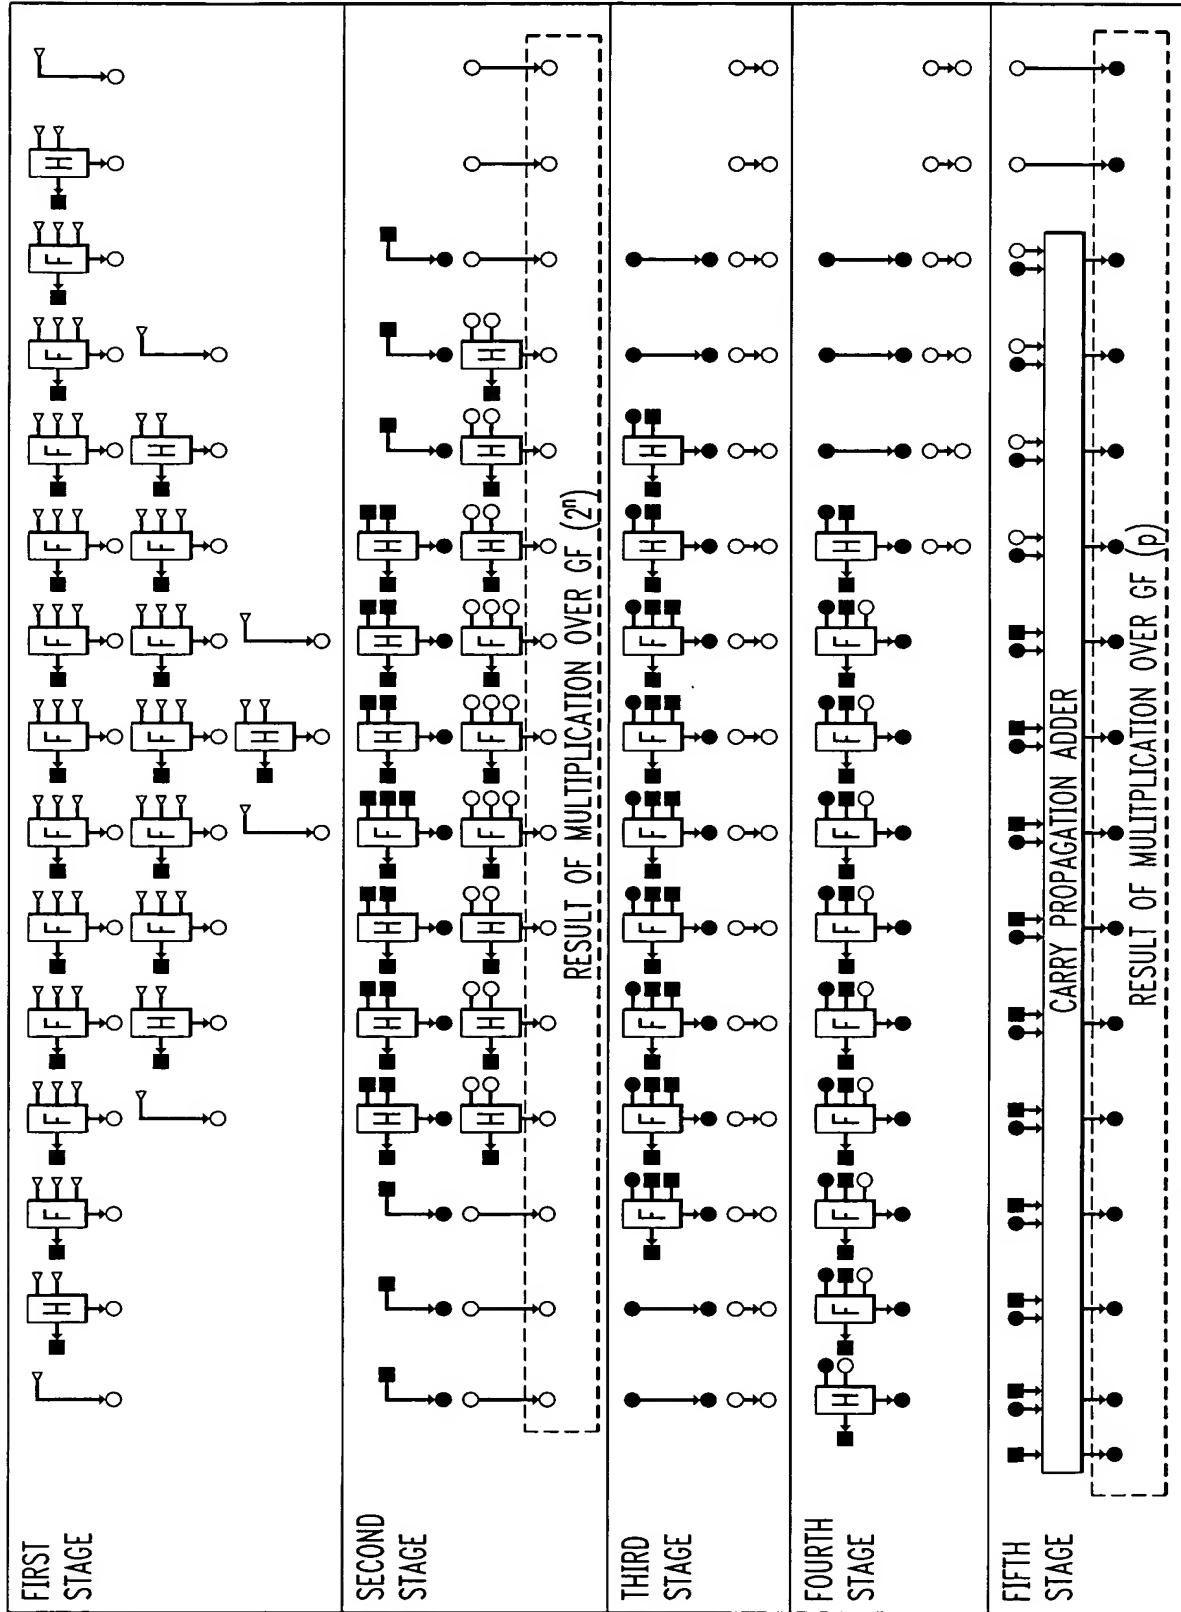 FIRST
STAGE
H F F F F F F F F F F F H
H F F F F F H
H
SECOND
STAGE
H H H F H H H
H H H F F F H H H
RESULT OF MULTIPLICATION OVER GF (2ⁿ)
THIRD
STAGE
F F F F F F F H H
FOURTH
STAGE
H F F F F F F F F H
FIFTH
STAGE
CARRY PROPAGATION ADDER
RESULT OF MULTIPLICATION OVER GF (p)